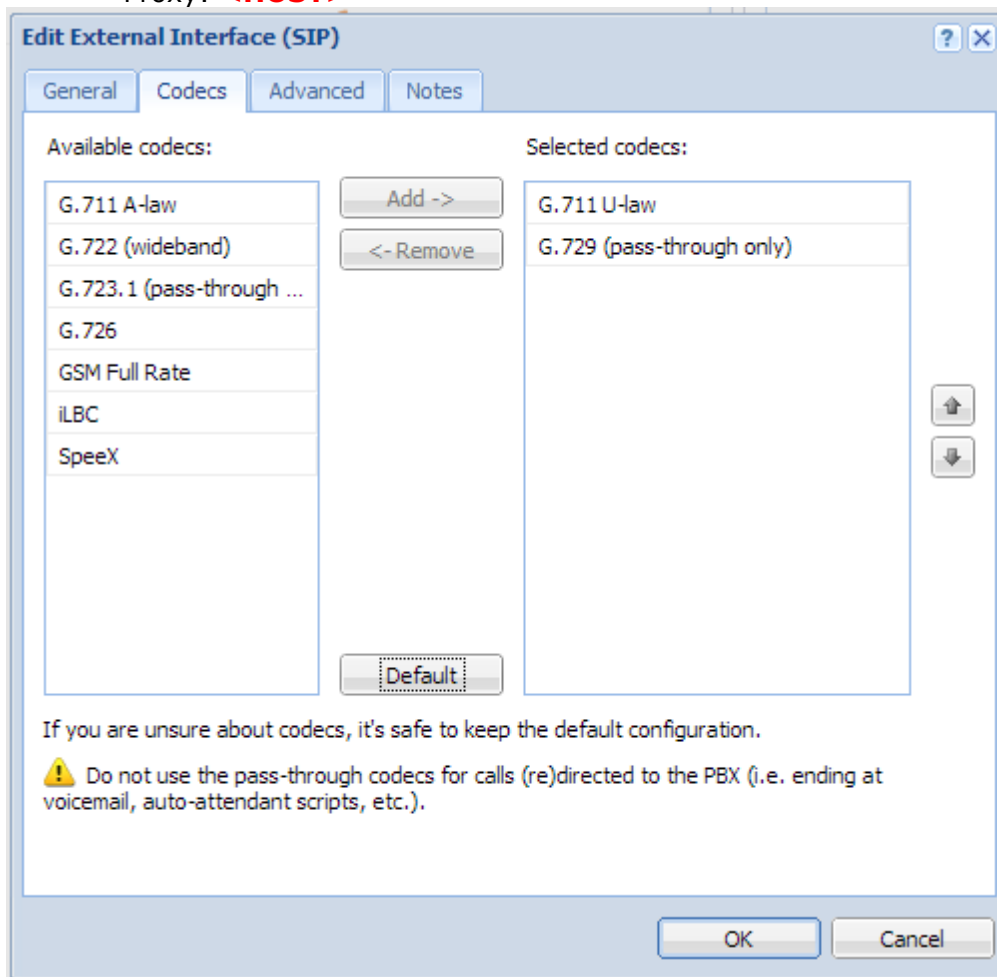 Proxy: <HOST>
Edit External Interface (SIP)
General Codecs Advanced Notes
Available codecs: Selected codecs:
Add ->
G.711 A-law G.711 U-law
G.722 (wideband) <- Remove G.729 (pass-through only)
G.723.1 (pass-through ...
G.726
GSM Full Rate
iLBC
SpeeX
Default
If you are unsure about codecs, it's safe to keep the default configuration.
Do not use the pass-through codecs for calls (re)directed to the PBX (i.e. ending at
voicemail, auto-attendant scripts, etc.).
OK Cancel